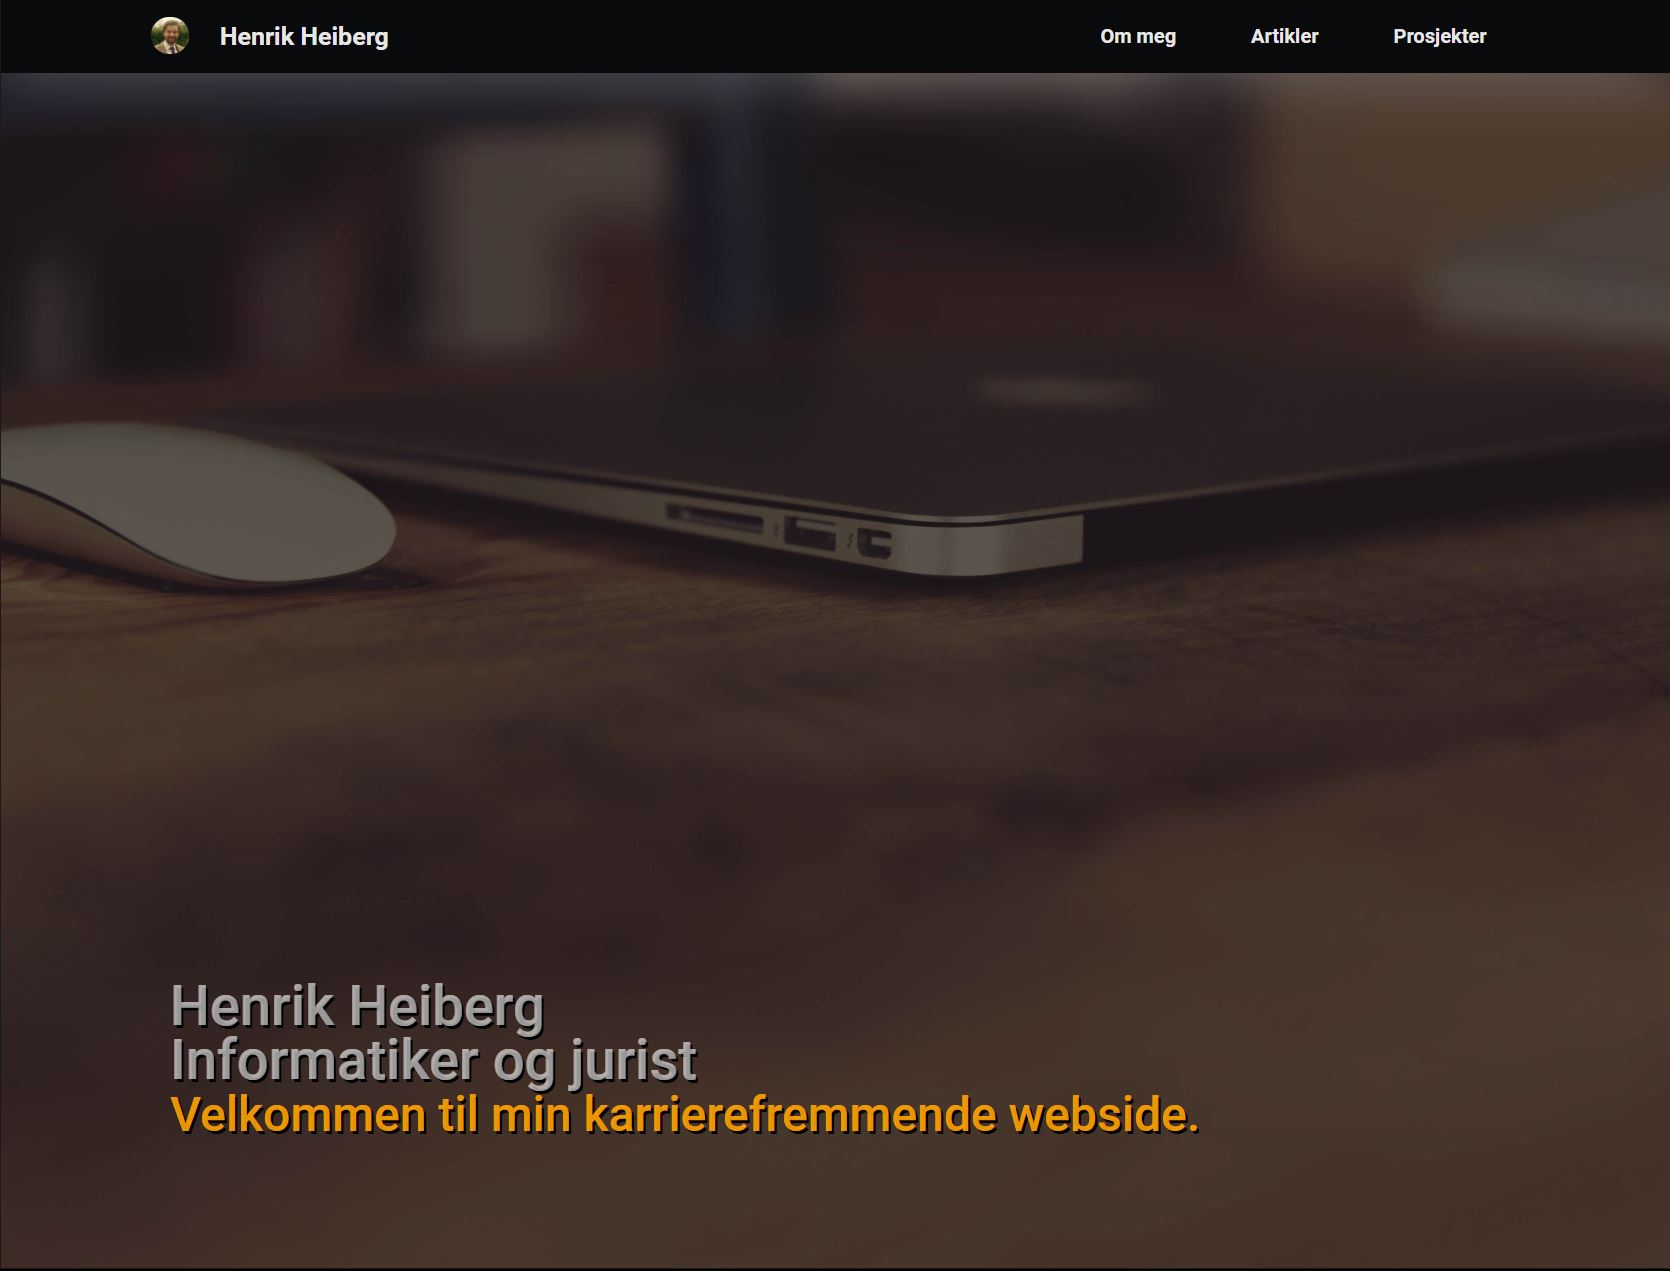 Henrik Heiberg
Om meg
Artikler
Prosjekter
Henrik Heiberg
Informatiker og jurist
Velkommen til min karrierefremmende webside.